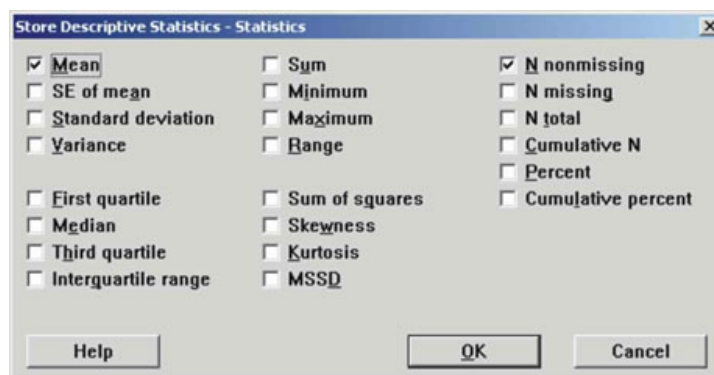 Store Descriptive Statistics - Statistics
Mean
SE of mean
Standard deviation
Variance
First quartile
Median
Third quartile
Interquartile range
Sum
Minimum
Maximum
Range
Sum of squares
Skewness
Kurtosis
MSSD
N nonmissing
N missing
N total
Cumulative N
Percent
Cumulative percent
Help
OK
Cancel